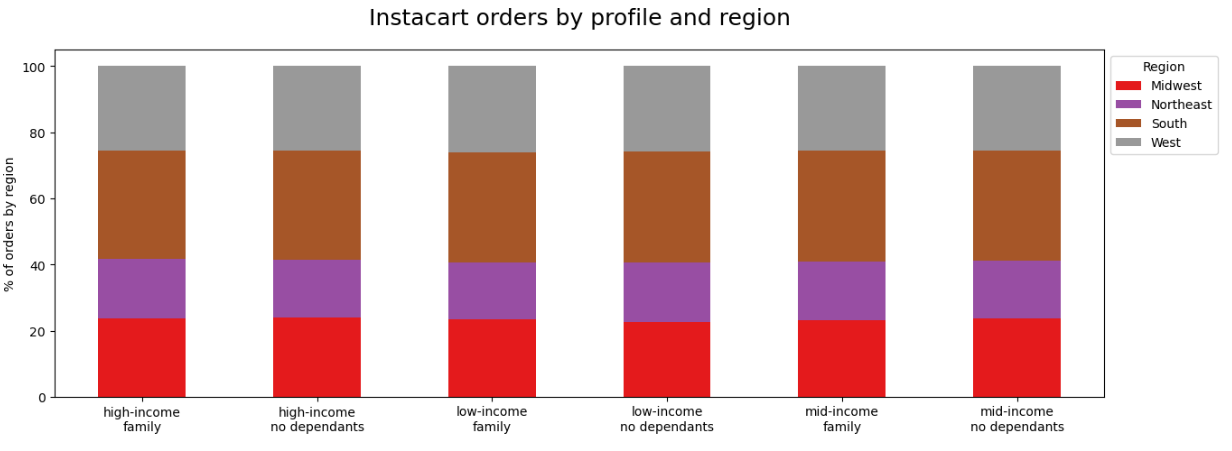 Instacart orders by profile and region
% of orders by region
100
80
60
40
20
0
high-income
family
high-income
no dependants
low-income
family
low-income
no dependants
mid-income
family
mid-income
no dependants
Region
Midwest
Northeast
South
West